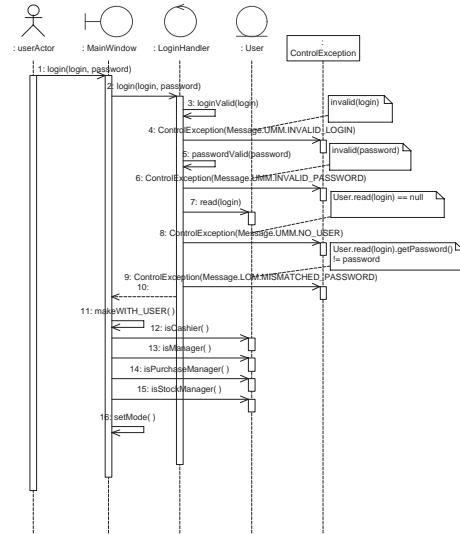 : userActor
: MainWindow
: LoginHandler
: User
:
ControlException
1: login(login, password)
2: login(login, password)
3: loginValid(login)
invalid(login)
4: ControlException(Message.UMM.INVALID_LOGIN)
5: passwordValid(password)
invalid(password)
6: ControlException(Message.UMM.INVALID_PASSWORD)
7: read(login)
User.read(login) == null
8: ControlException(Message.UMM.NO_USER)
User.read(login).getPassword()
!= password
9: ControlException(Message.LOM.MISMATCHED_PASSWORD)
10:
11: makeWITH_USER( )
12: isCashier( )
13: isManager( )
14: isPurchaseManager( )
15: isStockManager( )
16: setMode( )